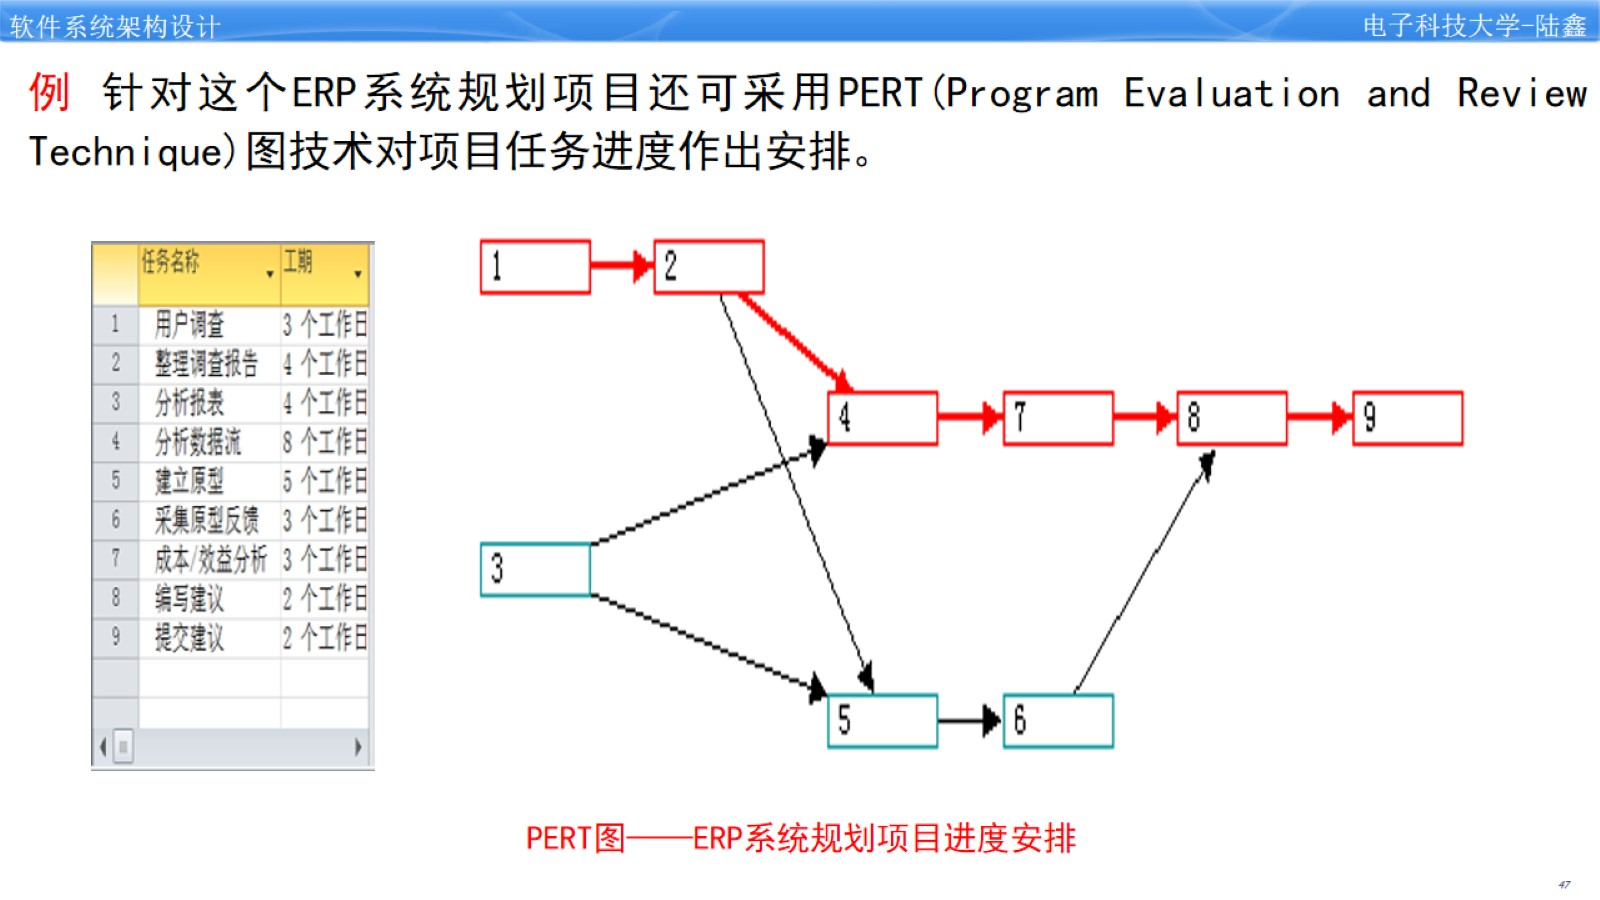 软件系统架构设计
电子科技大学-陆鑫
例 针对这个ERP系统规划项目还可采用PERT(Program Evaluation and Review
Technique)图技术对项目任务进度作出安排。
任务名称 工期
1 用户调查 3 个工作日
2 整理调查报告 4 个工作日
3 分析报表 4 个工作日
4 分析数据流 8 个工作日
5 建立原型 5 个工作日
6 采集原型反馈 3 个工作日
7 成本/效益分析 3 个工作日
8 编写建议 2 个工作日
9 提交建议 2 个工作日
1 2
4 7 8 9
3
5 6
PERT图——ERP系统规划项目进度安排
47